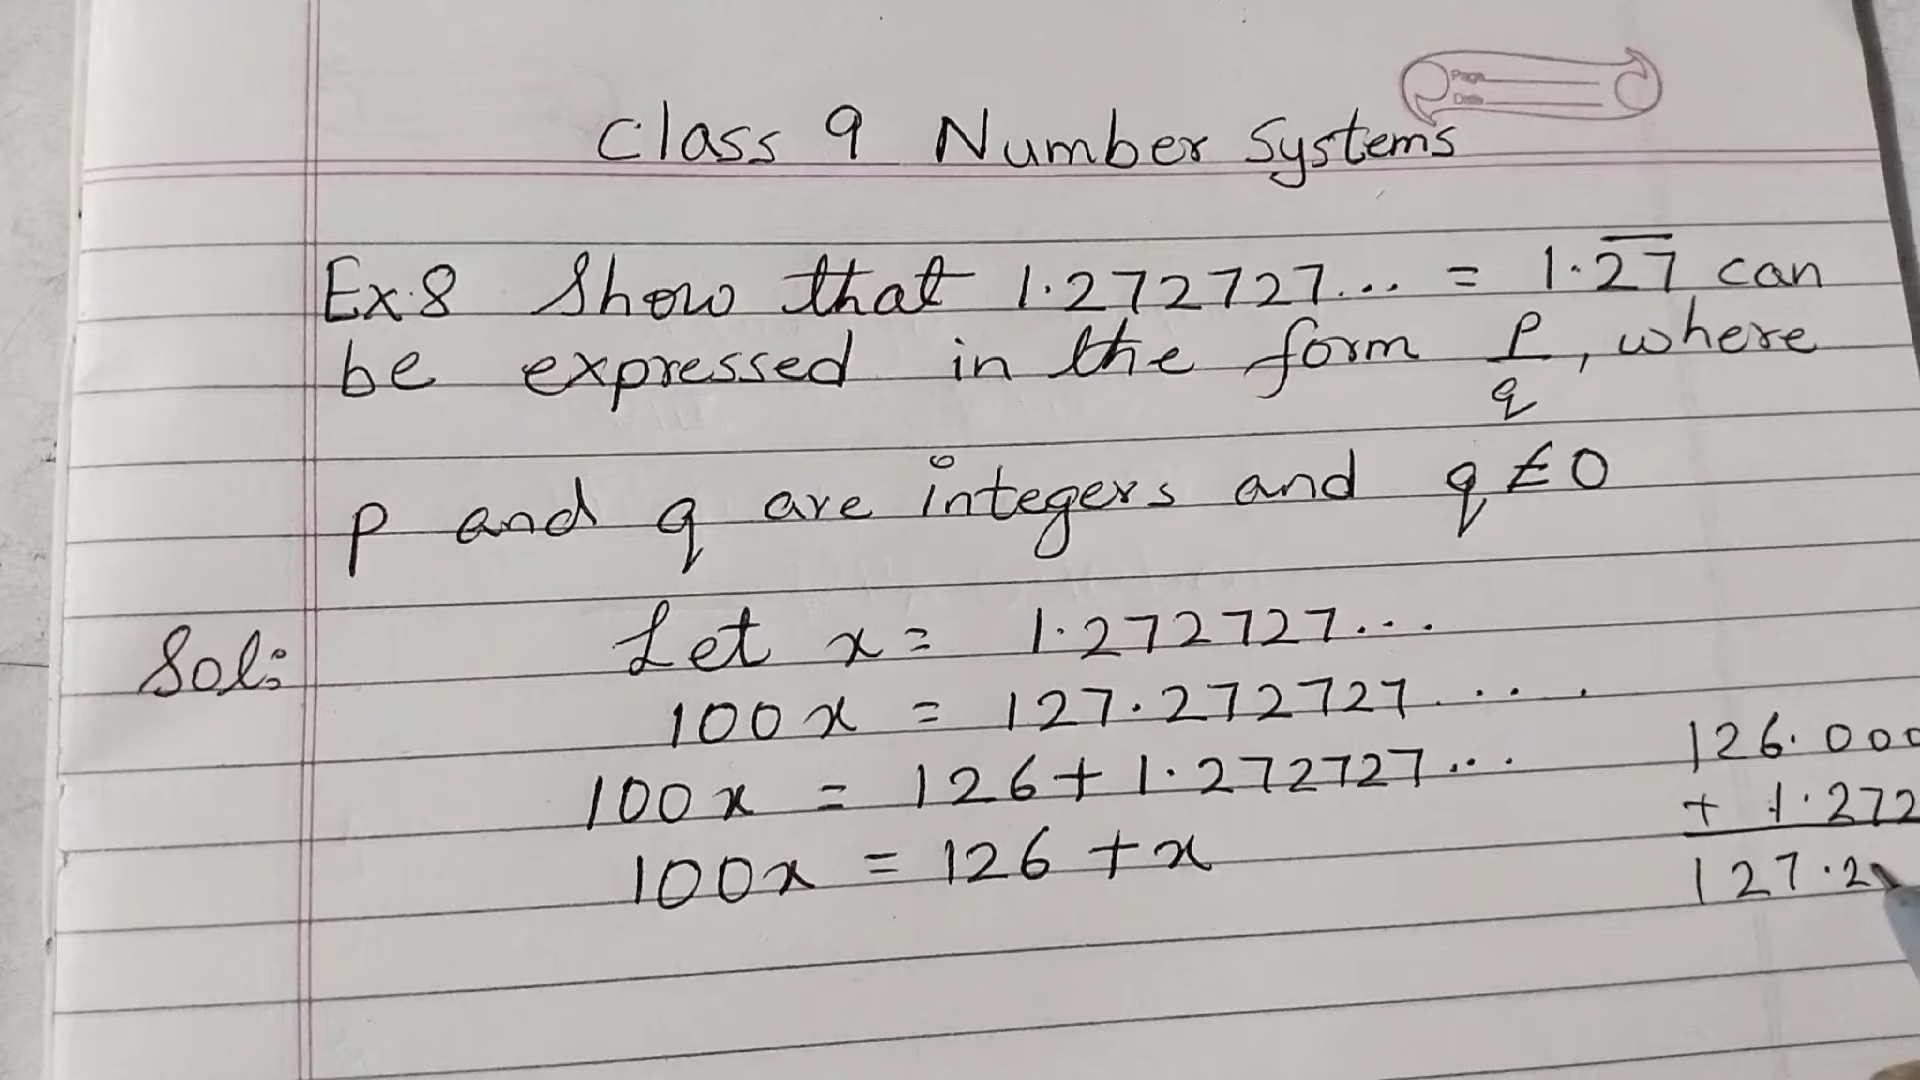 Page
Date
Class 9 Number Systems
Ex.8 Show that 1.272727... = 1.2̅7̅ can
be expressed in the form p/q, where
p and q are integers and q ≠ 0
Sol:
Let x = 1.272727...
100x = 127.272727.....
100x = 126 + 1.272727...
100x = 126 + x
126.000
+ 1.272
127.2